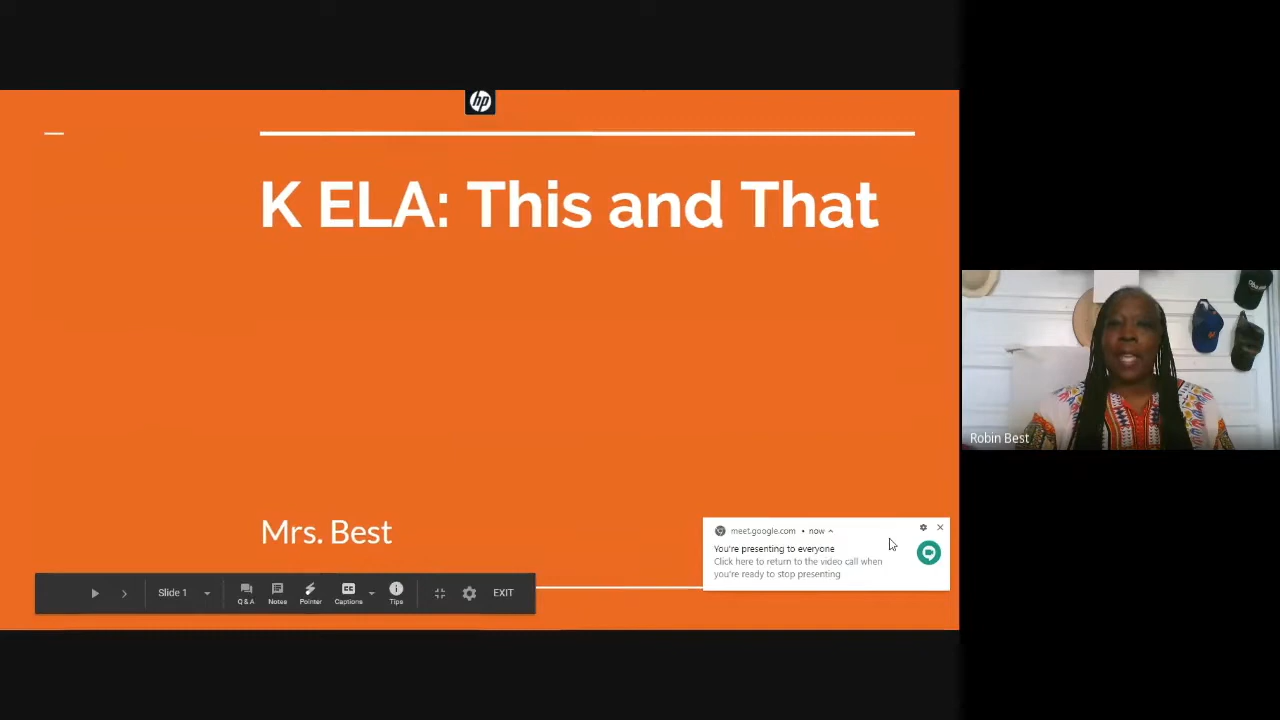 hp
K ELA: This and That
Mrs. Best
meet.google.com • now
You're presenting to everyone
Click here to return to the video call when
you're ready to stop presenting
Slide 1
Q & A
Notes
Pointer
CC
Captions
Tips
EXIT
Robin Best